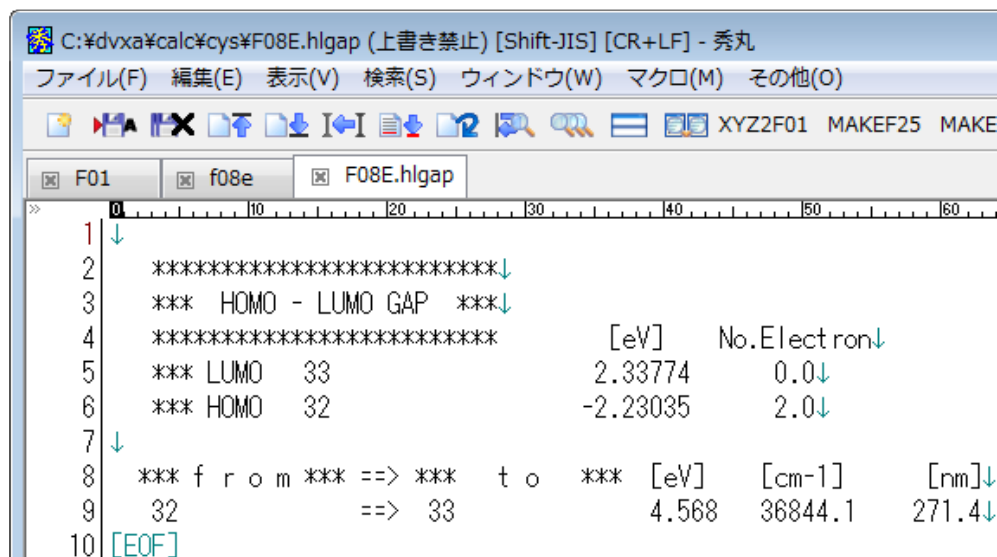 C:¥dvxa¥calc¥cys¥F08E.hlgap (上書き禁止) [Shift-JIS] [CR+LF] - 秀丸
ファイル(F) 編集(E) 表示(V) 検索(S) ウィンドウ(W) マクロ(M) その他(O)
XYZ2F01 MAKEF25 MAKE
F01 f08e F08E.hlgap
0 10 20 30 40 50 60
1 ↓
2 *************************↓
3 *** HOMO - LUMO GAP ***↓
4 ************************* [eV] No.Electron↓
5 *** LUMO 33 2.33774 0.0↓
6 *** HOMO 32 -2.23035 2.0↓
7 ↓
8 *** f r o m *** ==> *** t o *** [eV] [cm-1] [nm]↓
9 32 ==> 33 4.568 36844.1 271.4↓
10 [EOF]